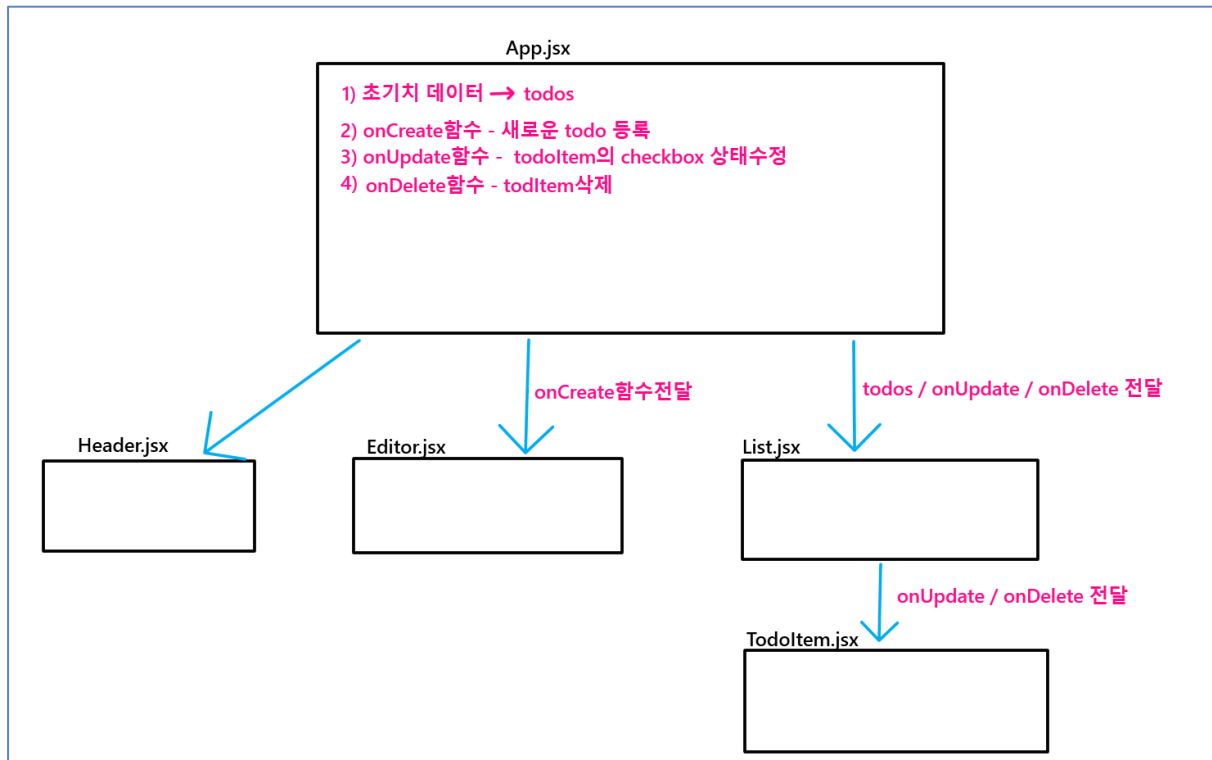 App.jsx
1) 초기치 데이터 → todos
2) onCreate함수 - 새로운 todo 등록
3) onUpdate함수 - todoItem의 checkbox 상태수정
4) onDelete함수 - todItem삭제
onCreate함수전달
todos / onUpdate / onDelete 전달
Header.jsx
Editor.jsx
List.jsx
onUpdate / onDelete 전달
TodoItem.jsx